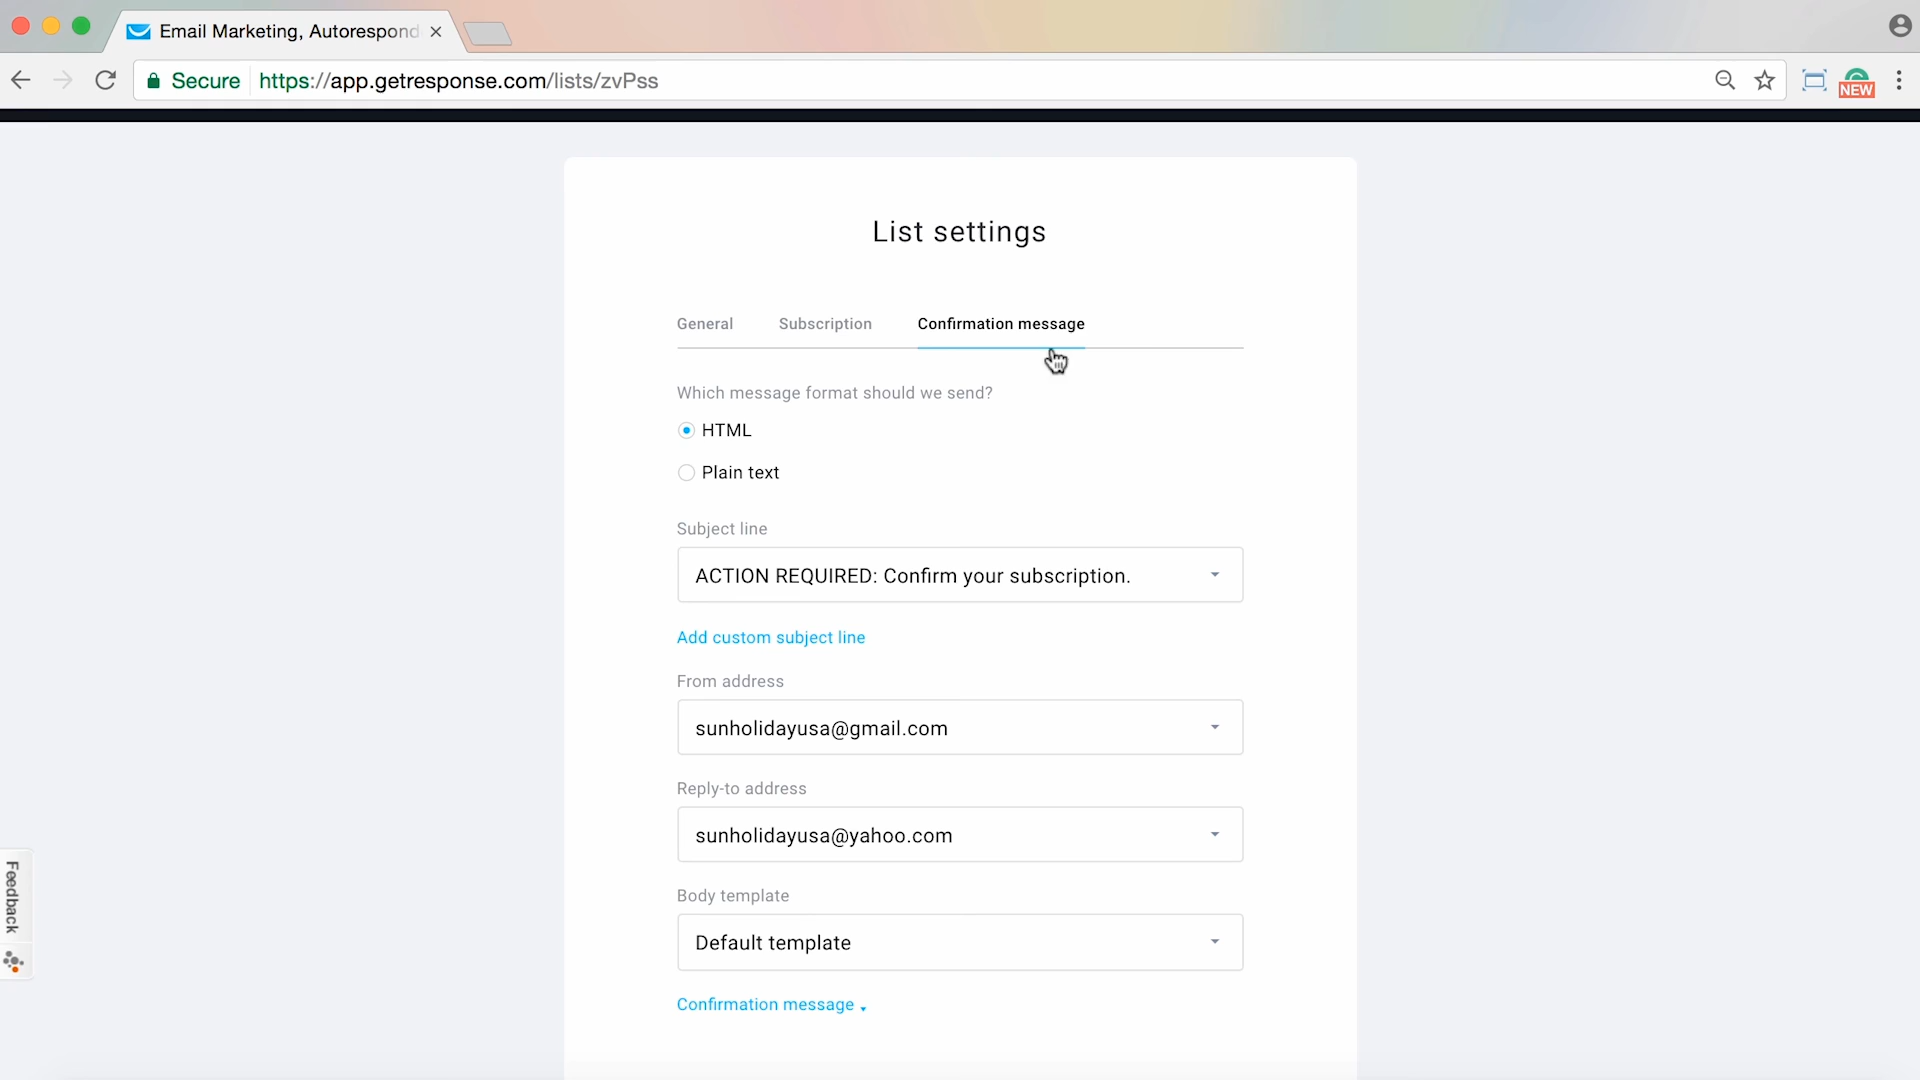 Email Marketing, Autorespond
Secure https://app.getresponse.com/lists/zvPss
NEW
List settings
General Subscription Confirmation message
Which message format should we send?
HTML
Plain text
Subject line
ACTION REQUIRED: Confirm your subscription.
Add custom subject line
From address
sunholidayusa@gmail.com
Reply-to address
sunholidayusa@yahoo.com
Body template
Default template
Confirmation message
Feedback